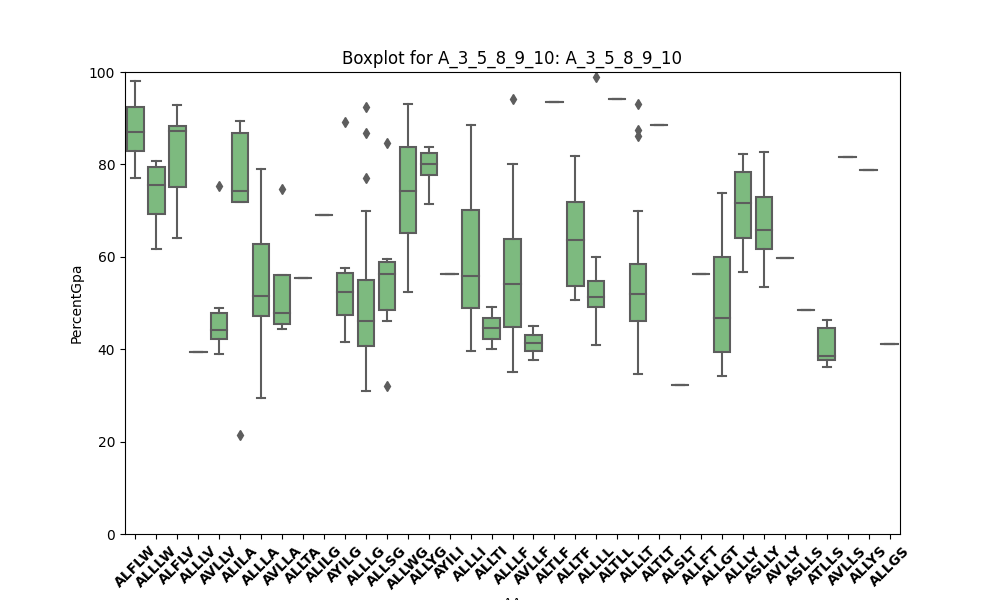 Boxplot for A_3_5_8_9_10: A_3_5_8_9_10
PercentGpa
100
80
60
40
20
0
ALFLW
ALLLW
ALFLV
ALLLV
AVLLV
ALILA
ALLLA
AVLLA
ALLTA
ALILG
AYILG
ALLLG
ALLSG
ALLWG
ALLYG
AYILI
ALLLI
ALLTI
ALLLF
AVLLF
ALTLF
ALLTF
ALLLL
ALTLL
ALLLT
ALTLT
ALSLT
ALLFT
ALLGT
ALLLY
ASLLY
AVLLY
ASLLS
ATLLS
AVLLS
ALLYS
ALLGS